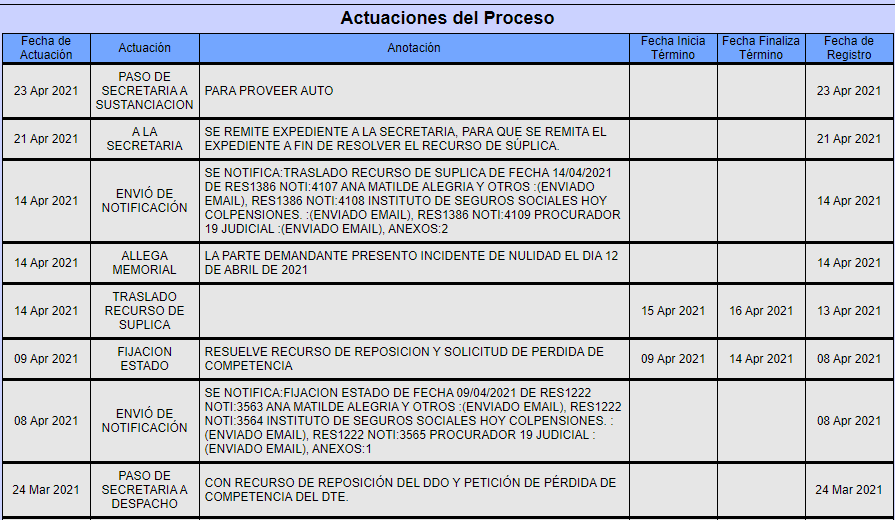 Actuaciones del Proceso
Fecha de
Actuación
Actuación
Anotación
Fecha Inicia
Término
Fecha Finaliza
Término
Fecha de
Registro
23 Apr 2021
PASO DE
SECRETARIA A
SUSTANCIACION
PARA PROVEER AUTO
23 Apr 2021
21 Apr 2021
A LA
SECRETARIA
SE REMITE EXPEDIENTE A LA SECRETARIA, PARA QUE SE REMITA EL
EXPEDIENTE A FIN DE RESOLVER EL RECURSO DE SÚPLICA.
21 Apr 2021
14 Apr 2021
ENVIÓ DE
NOTIFICACIÓN
SE NOTIFICA:TRASLADO RECURSO DE SUPLICA DE FECHA 14/04/2021
DE RES1386 NOTI:4107 ANA MATILDE ALEGRIA Y OTROS :(ENVIADO
EMAIL), RES1386 NOTI:4108 INSTITUTO DE SEGUROS SOCIALES HOY
COLPENSIONES. :(ENVIADO EMAIL), RES1386 NOTI:4109 PROCURADOR
19 JUDICIAL :(ENVIADO EMAIL), ANEXOS:2
14 Apr 2021
14 Apr 2021
ALLEGA
MEMORIAL
LA PARTE DEMANDANTE PRESENTO INCIDENTE DE NULIDAD EL DIA 12
DE ABRIL DE 2021
14 Apr 2021
14 Apr 2021
TRASLADO
RECURSO DE
SUPLICA
15 Apr 2021
16 Apr 2021
13 Apr 2021
09 Apr 2021
FIJACION
ESTADO
RESUELVE RECURSO DE REPOSICION Y SOLICITUD DE PERDIDA DE
COMPETENCIA
09 Apr 2021
14 Apr 2021
08 Apr 2021
08 Apr 2021
ENVIÓ DE
NOTIFICACIÓN
SE NOTIFICA:FIJACION ESTADO DE FECHA 09/04/2021 DE RES1222
NOTI:3563 ANA MATILDE ALEGRIA Y OTROS :(ENVIADO EMAIL), RES1222
NOTI:3564 INSTITUTO DE SEGUROS SOCIALES HOY COLPENSIONES. :
(ENVIADO EMAIL), RES1222 NOTI:3565 PROCURADOR 19 JUDICIAL :
(ENVIADO EMAIL), ANEXOS:1
08 Apr 2021
24 Mar 2021
PASO DE
SECRETARIA A
DESPACHO
CON RECURSO DE REPOSICIÓN DEL DDO Y PETICIÓN DE PÉRDIDA DE
COMPETENCIA DEL DTE.
24 Mar 2021